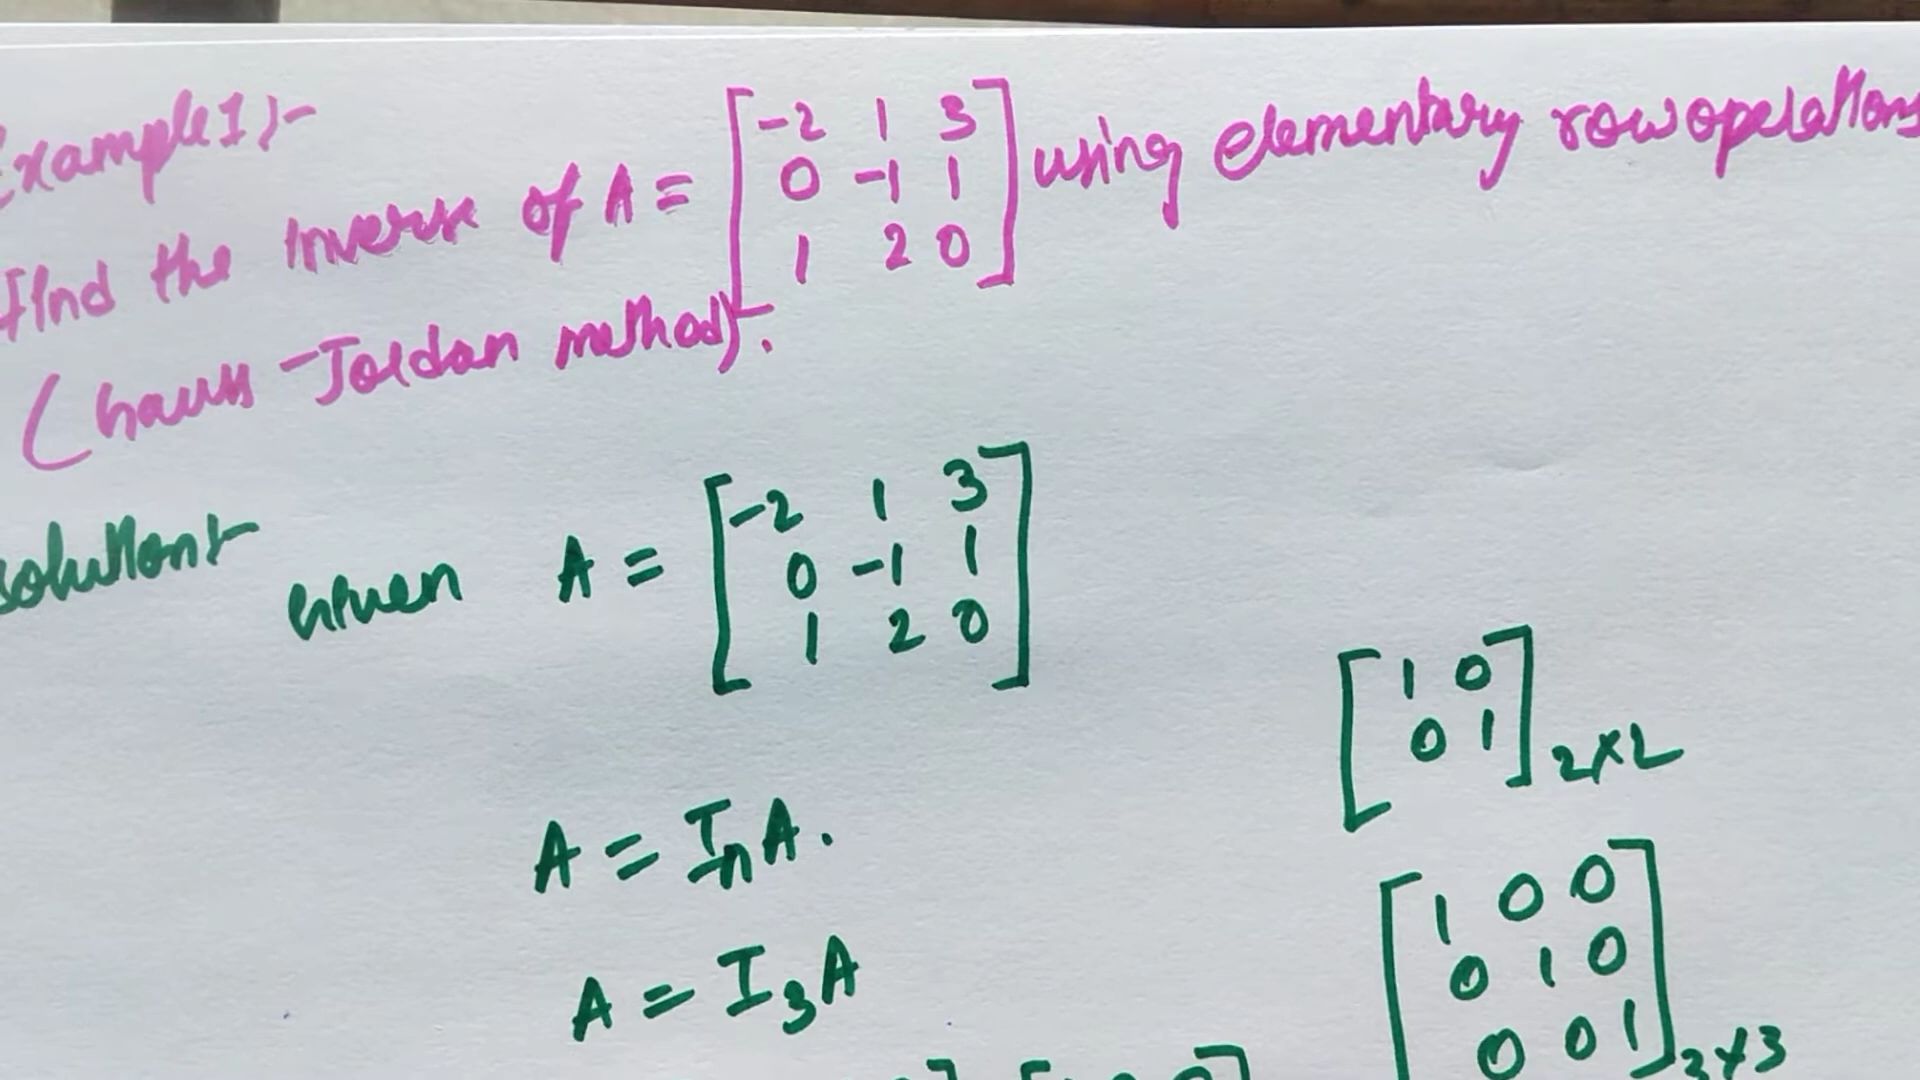 Example 1:-
Find the inverse of A = [-2 1 3
0 -1 1
1 2 0] using elementary row operations
(Gauss-Jordan method):-
Solution:-
Given A = [-2 1 3
0 -1 1
1 2 0]
[1 0
0 1]2×2
A = InA.
A = I3A
[1 0 0
0 1 0
0 0 1]3×3